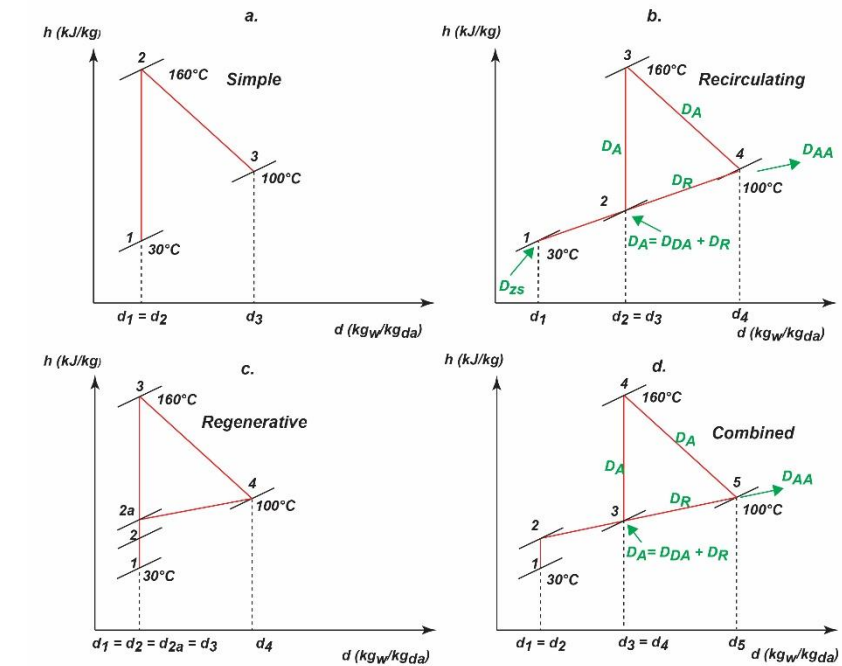 a.
h (kJ/kg)
2
160°C
Simple
3
100°C
1
30°C
d1 = d2
d3
d (kgw/kgda)
b.
h (kJ/kg)
3
160°C
Recirculating
DA
DA
4
DAA
DR
100°C
2
1
DA= DDA + DR
30°C
Dzs
d1
d2 = d3
d4
d (kgw/kgda)
c.
h (kJ/kg)
3
160°C
Regenerative
4
2a
100°C
2
1
30°C
d1 = d2 = d2a = d3
d4
d (kgw/kgda)
d.
h (kJ/kg)
4
160°C
DA
Combined
DA
5
DAA
DR
100°C
2
3
DA= DDA + DR
1
30°C
d1 = d2
d3 = d4
d5
d (kgw/kgda)